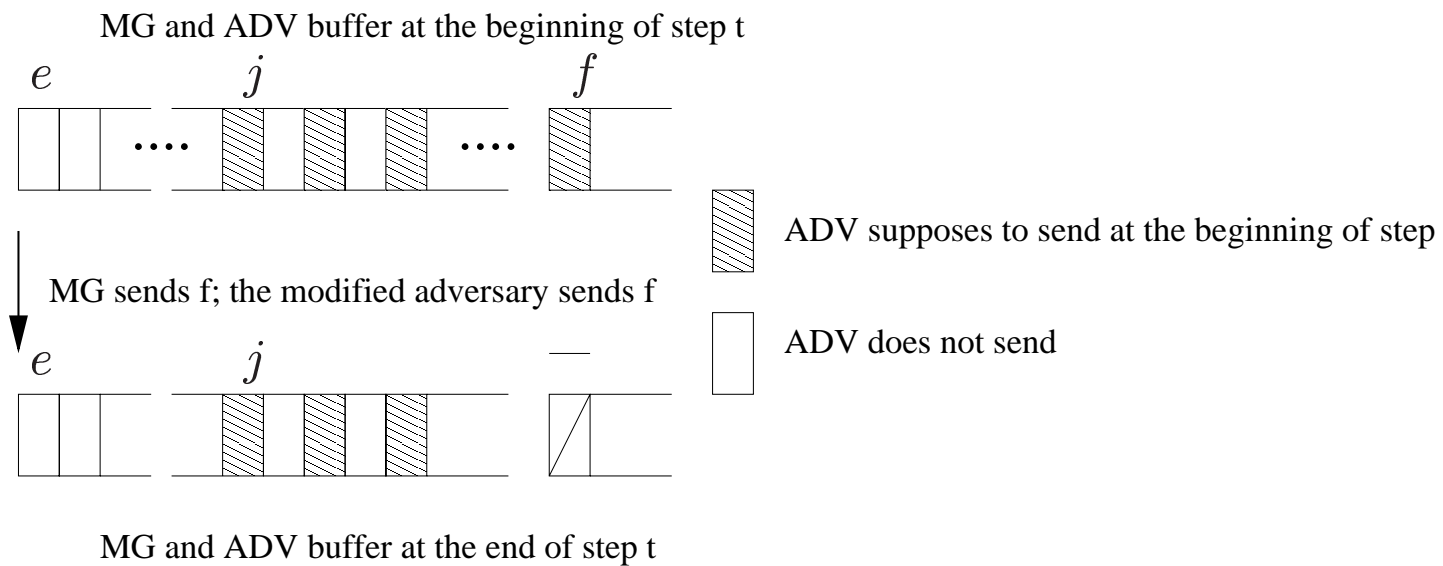 MG and ADV buffer at the beginning of step t
e j f
ADV supposes to send at the beginning of step
MG sends f; the modified adversary sends f
ADV does not send
e j —
MG and ADV buffer at the end of step t